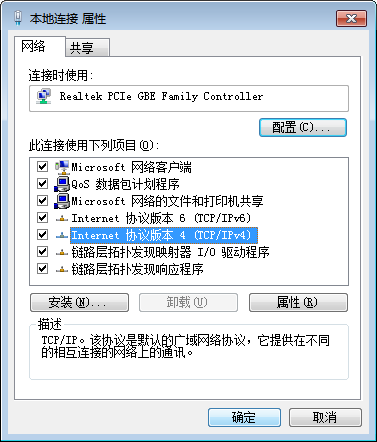 本地连接 属性
网络
共享
连接时使用:
Realtek PCIe GBE Family Controller
配置(C)...
此连接使用下列项目(O):
Microsoft 网络客户端
QoS 数据包计划程序
Microsoft 网络的文件和打印机共享
Internet 协议版本 6 (TCP/IPv6)
Internet 协议版本 4 (TCP/IPv4)
链路层拓扑发现映射器 I/O 驱动程序
链路层拓扑发现响应程序
安装(N)...
卸载(U)
属性(R)
描述
TCP/IP。该协议是默认的广域网络协议，它提供在不同
的相互连接的网络上的通讯。
确定
取消